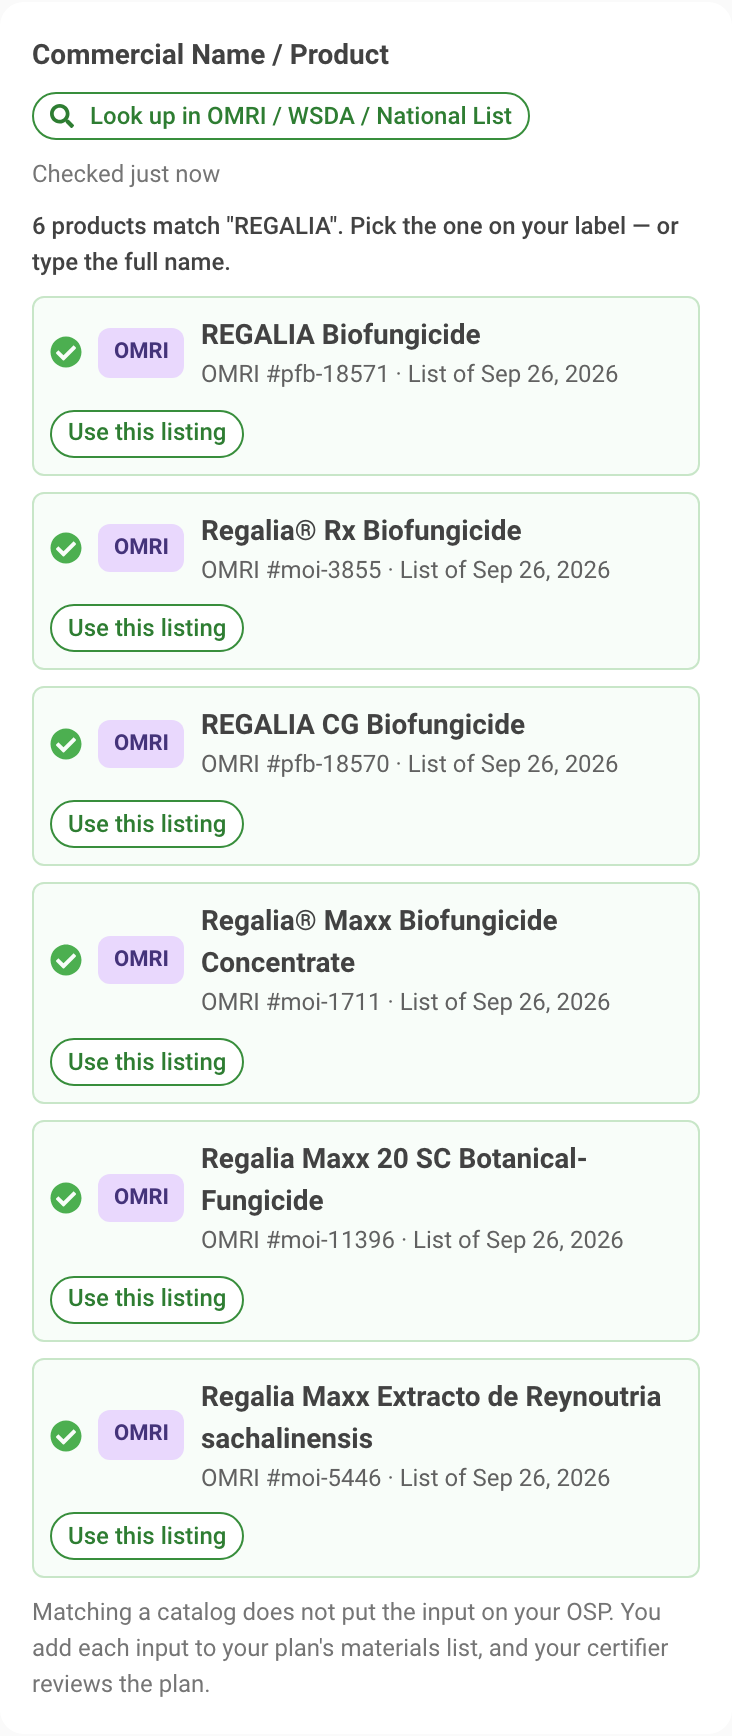 Commercial Name / Product
Look up in OMRI / WSDA / National List
Checked just now
6 products match "REGALIA". Pick the one on your label — or
type the full name.
OMRI
REGALIA Biofungicide
OMRI #pfb-18571 · List of Sep 26, 2026
Use this listing
OMRI
Regalia® Rx Biofungicide
OMRI #moi-3855 · List of Sep 26, 2026
Use this listing
OMRI
REGALIA CG Biofungicide
OMRI #pfb-18570 · List of Sep 26, 2026
Use this listing
OMRI
Regalia® Maxx Biofungicide
Concentrate
OMRI #moi-1711 · List of Sep 26, 2026
Use this listing
OMRI
Regalia Maxx 20 SC Botanical-
Fungicide
OMRI #moi-11396 · List of Sep 26, 2026
Use this listing
OMRI
Regalia Maxx Extracto de Reynoutria
sachalinensis
OMRI #moi-5446 · List of Sep 26, 2026
Use this listing
Matching a catalog does not put the input on your OSP. You
add each input to your plan's materials list, and your certifier
reviews the plan.